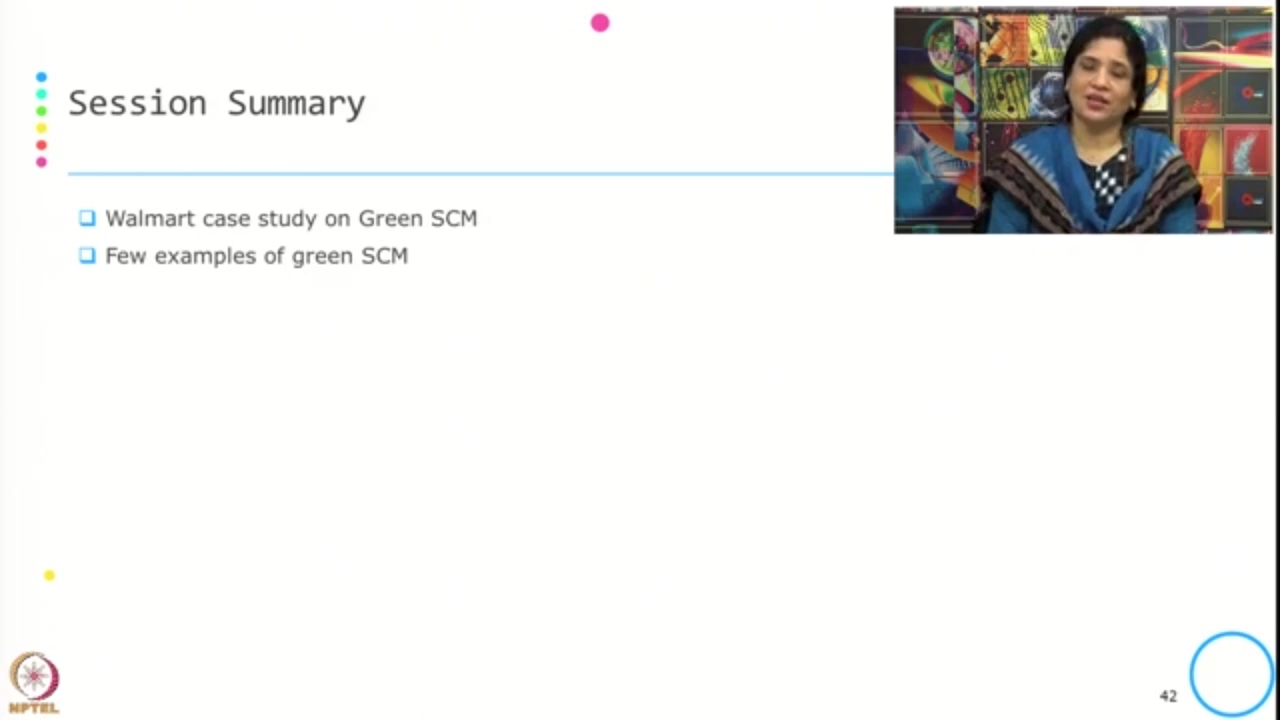 Session Summary
Walmart case study on Green SCM
Few examples of green SCM
NPTEL
42